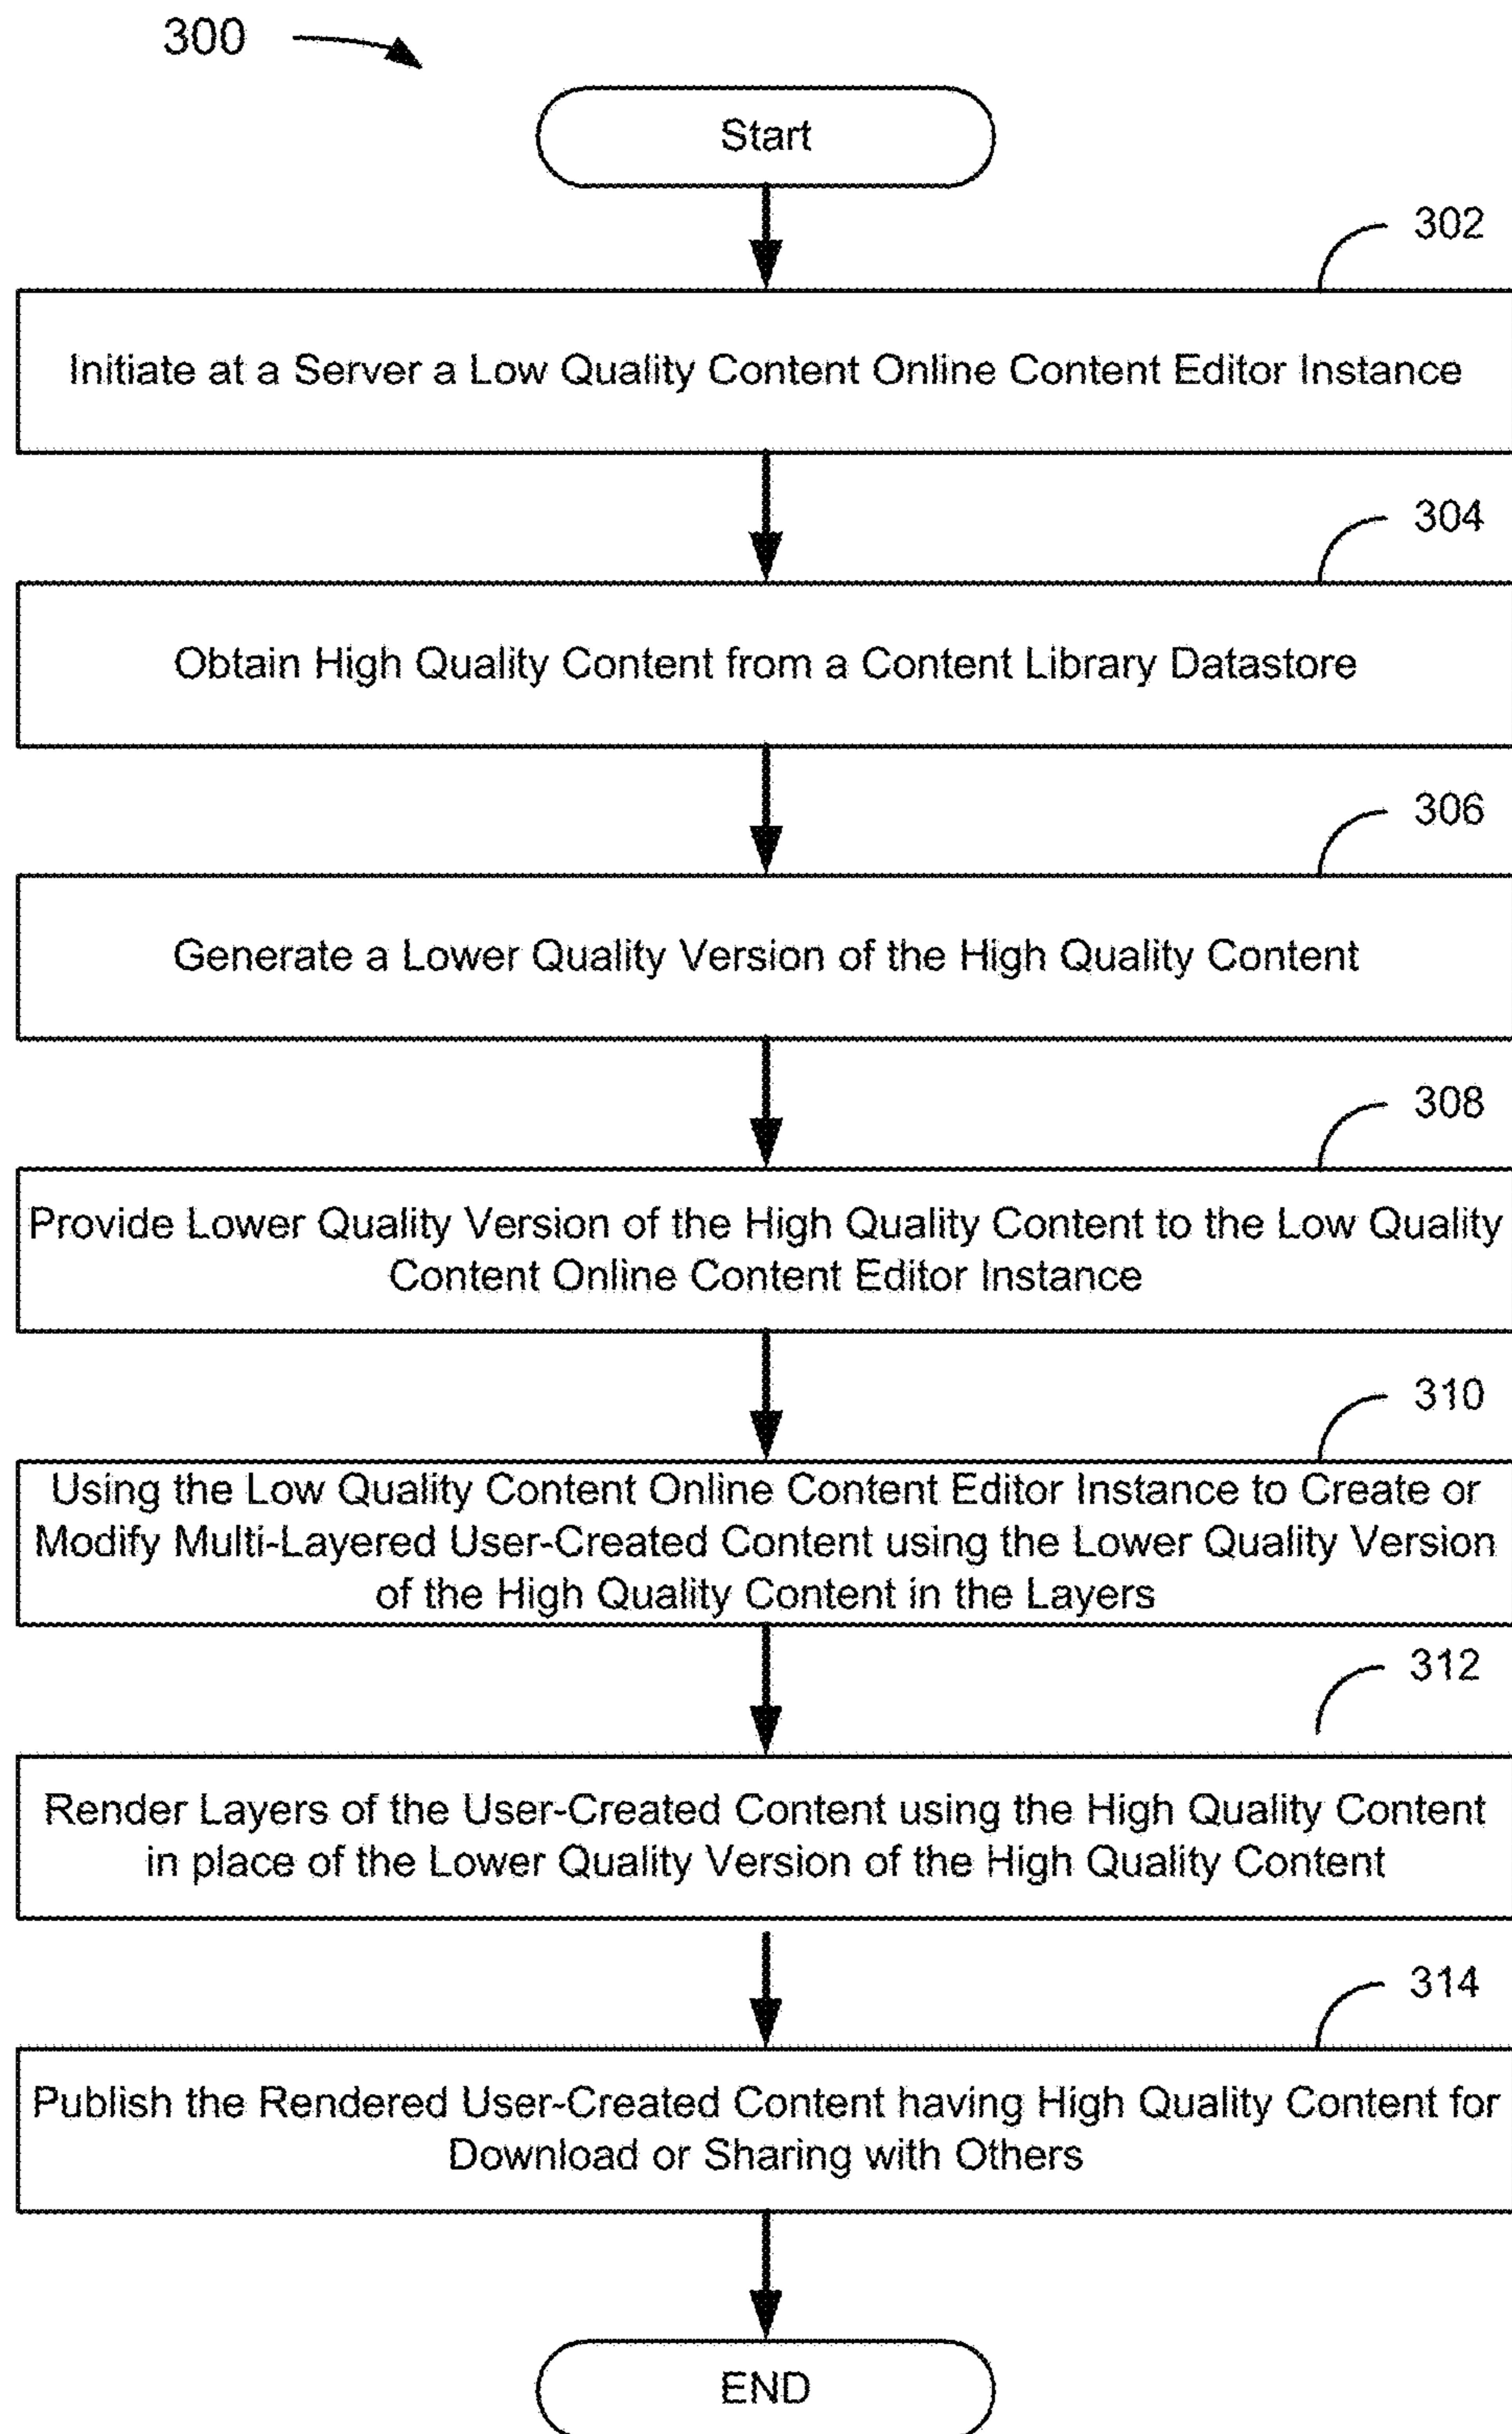 300
Start
302
Initiate at a Server a Low Quality Content Online Content Editor Instance
304
Obtain High Quality Content from a Content Library Datastore
306
Generate a Lower Quality Version of the High Quality Content
308
Provide Lower Quality Version of the High Quality Content to the Low Quality
Content Online Content Editor Instance
310
Using the Low Quality Content Online Content Editor Instance to Create or
Modify Multi-Layered User-Created Content using the Lower Quality Version
of the High Quality Content in the Layers
312
Render Layers of the User-Created Content using the High Quality Content
in place of the Lower Quality Version of the High Quality Content
314
Publish the Rendered User-Created Content having High Quality Content for
Download or Sharing with Others
END